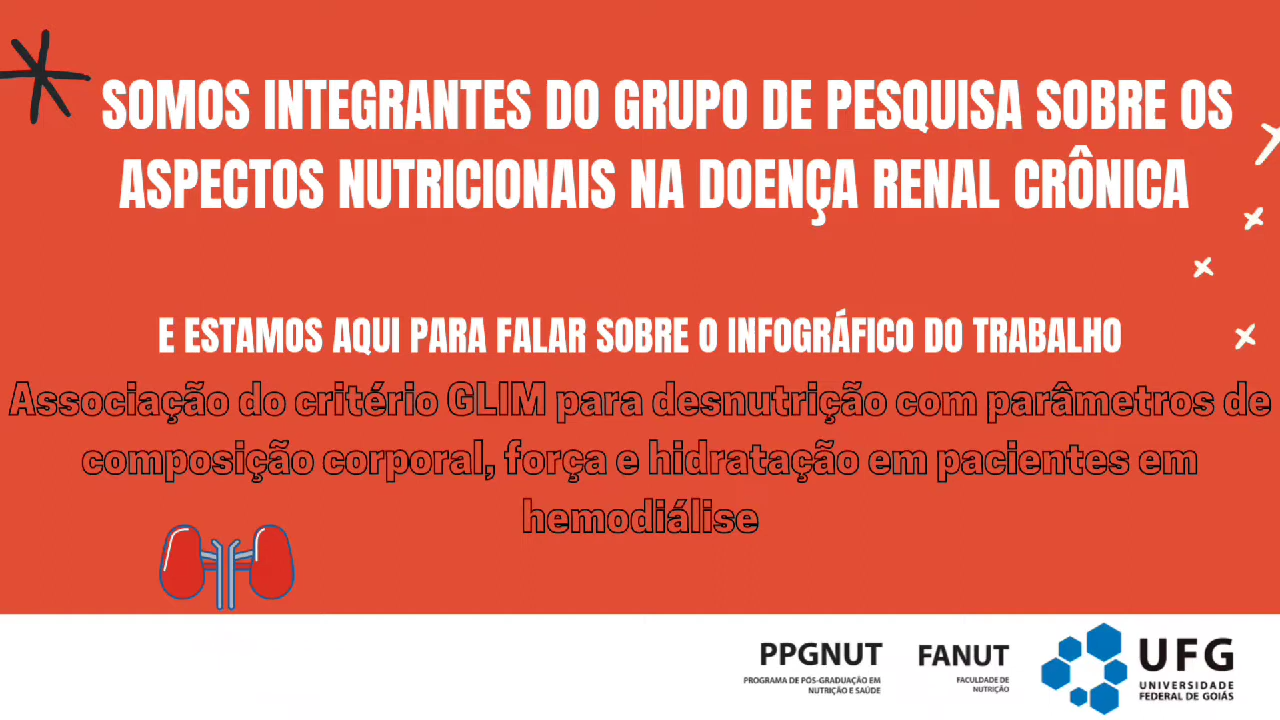 SOMOS INTEGRANTES DO GRUPO DE PESQUISA SOBRE OS
ASPECTOS NUTRICIONAIS NA DOENÇA RENAL CRÔNICA
E ESTAMOS AQUI PARA FALAR SOBRE O INFOGRÁFICO DO TRABALHO
Associação do critério GLIM para desnutrição com parâmetros de
composição corporal, força e hidratação em pacientes em
hemodiálise
PPGNUT
PROGRAMA DE PÓS-GRADUAÇÃO EM
NUTRIÇÃO E SAÚDE
FANUT
FACULDADE DE
NUTRIÇÃO
UFG
UNIVERSIDADE
FEDERAL DE GOIÁS